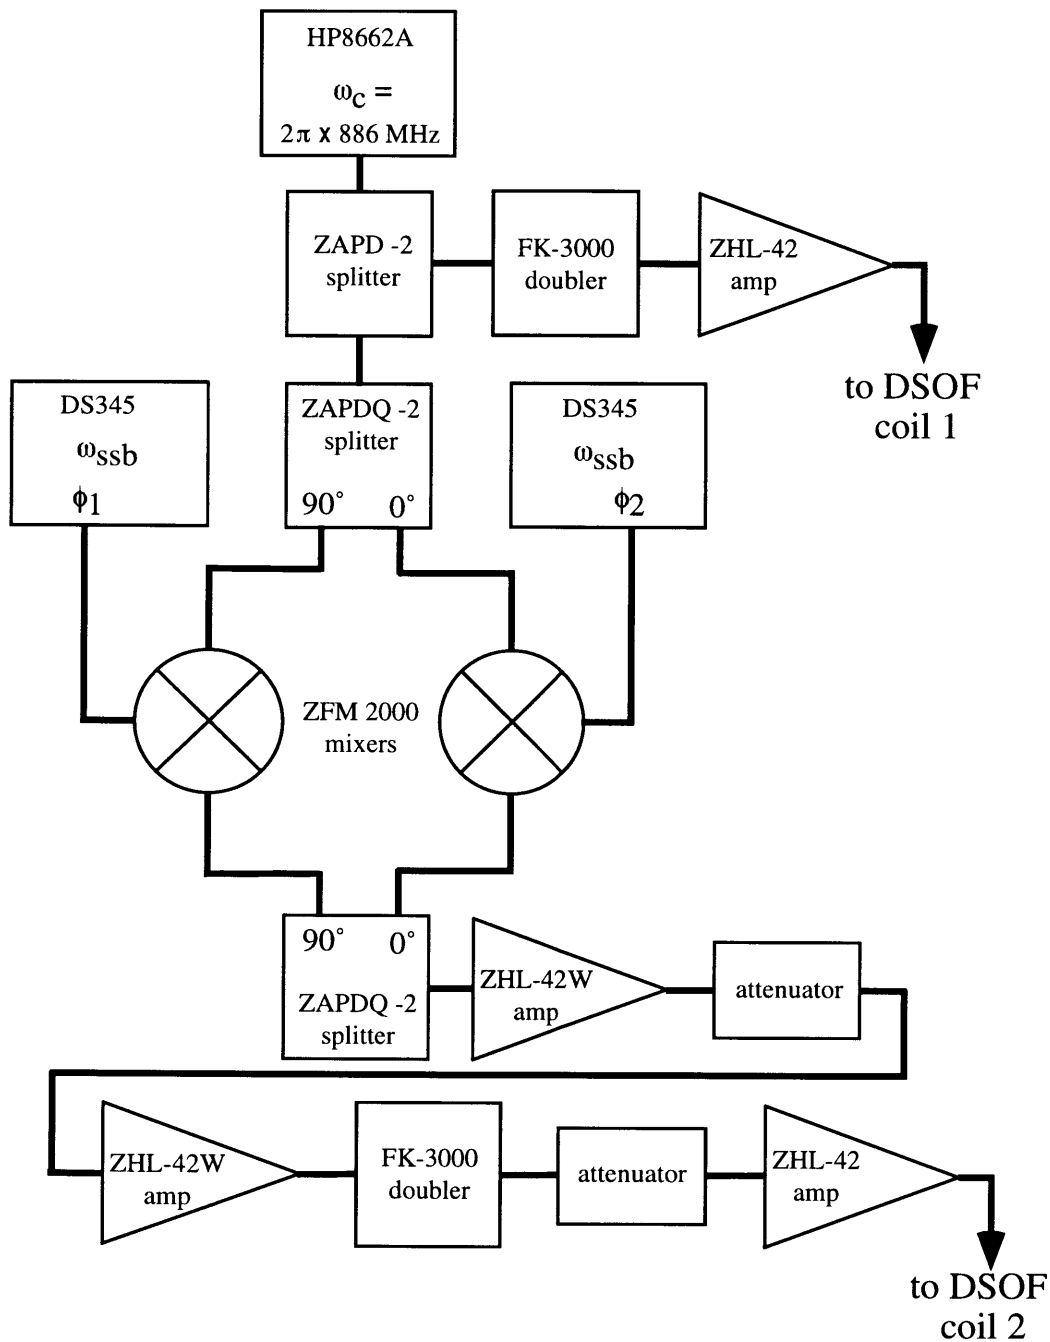 HP8662A
ωc =
2π x 886 MHz
ZAPD -2
splitter
FK-3000
doubler
ZHL-42
amp
to DSOF
coil 1
DS345
ωssb
ϕ1
ZAPDQ -2
splitter
90° 0°
DS345
ωssb
ϕ2
ZFM 2000
mixers
90° 0°
ZAPDQ -2
splitter
ZHL-42W
amp
attenuator
ZHL-42W
amp
FK-3000
doubler
attenuator
ZHL-42
amp
to DSOF
coil 2